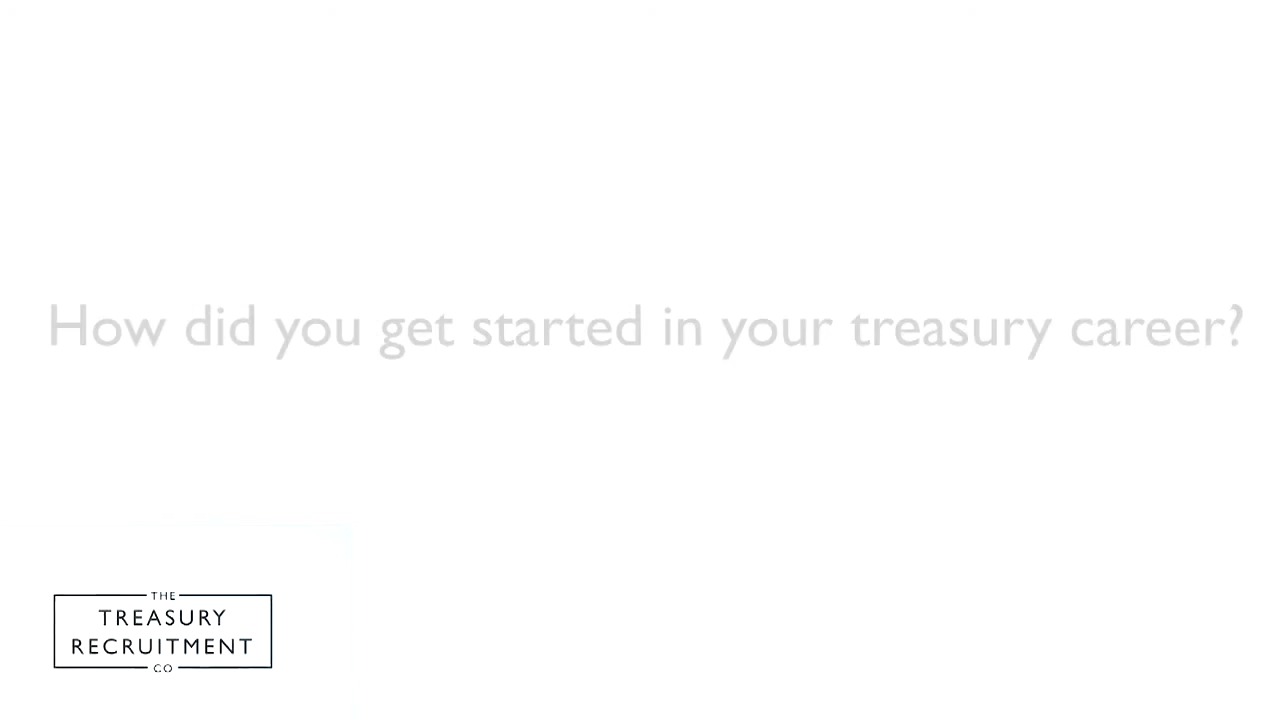 How did you get started in your treasury career?
THE
TREASURY
RECRUITMENT
CO